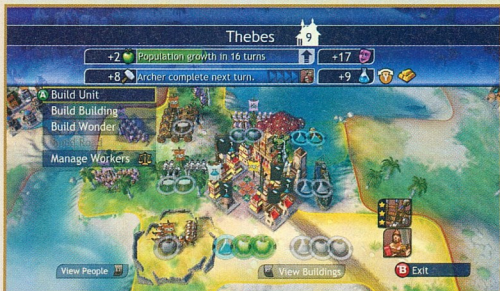 Thebes
9
+2 Population growth in 16 turns +17
+8 Archer complete next turn. +9
A Build Unit
Build Building
Build Wonder
Manage Workers
View People
View Buildings
B Exit